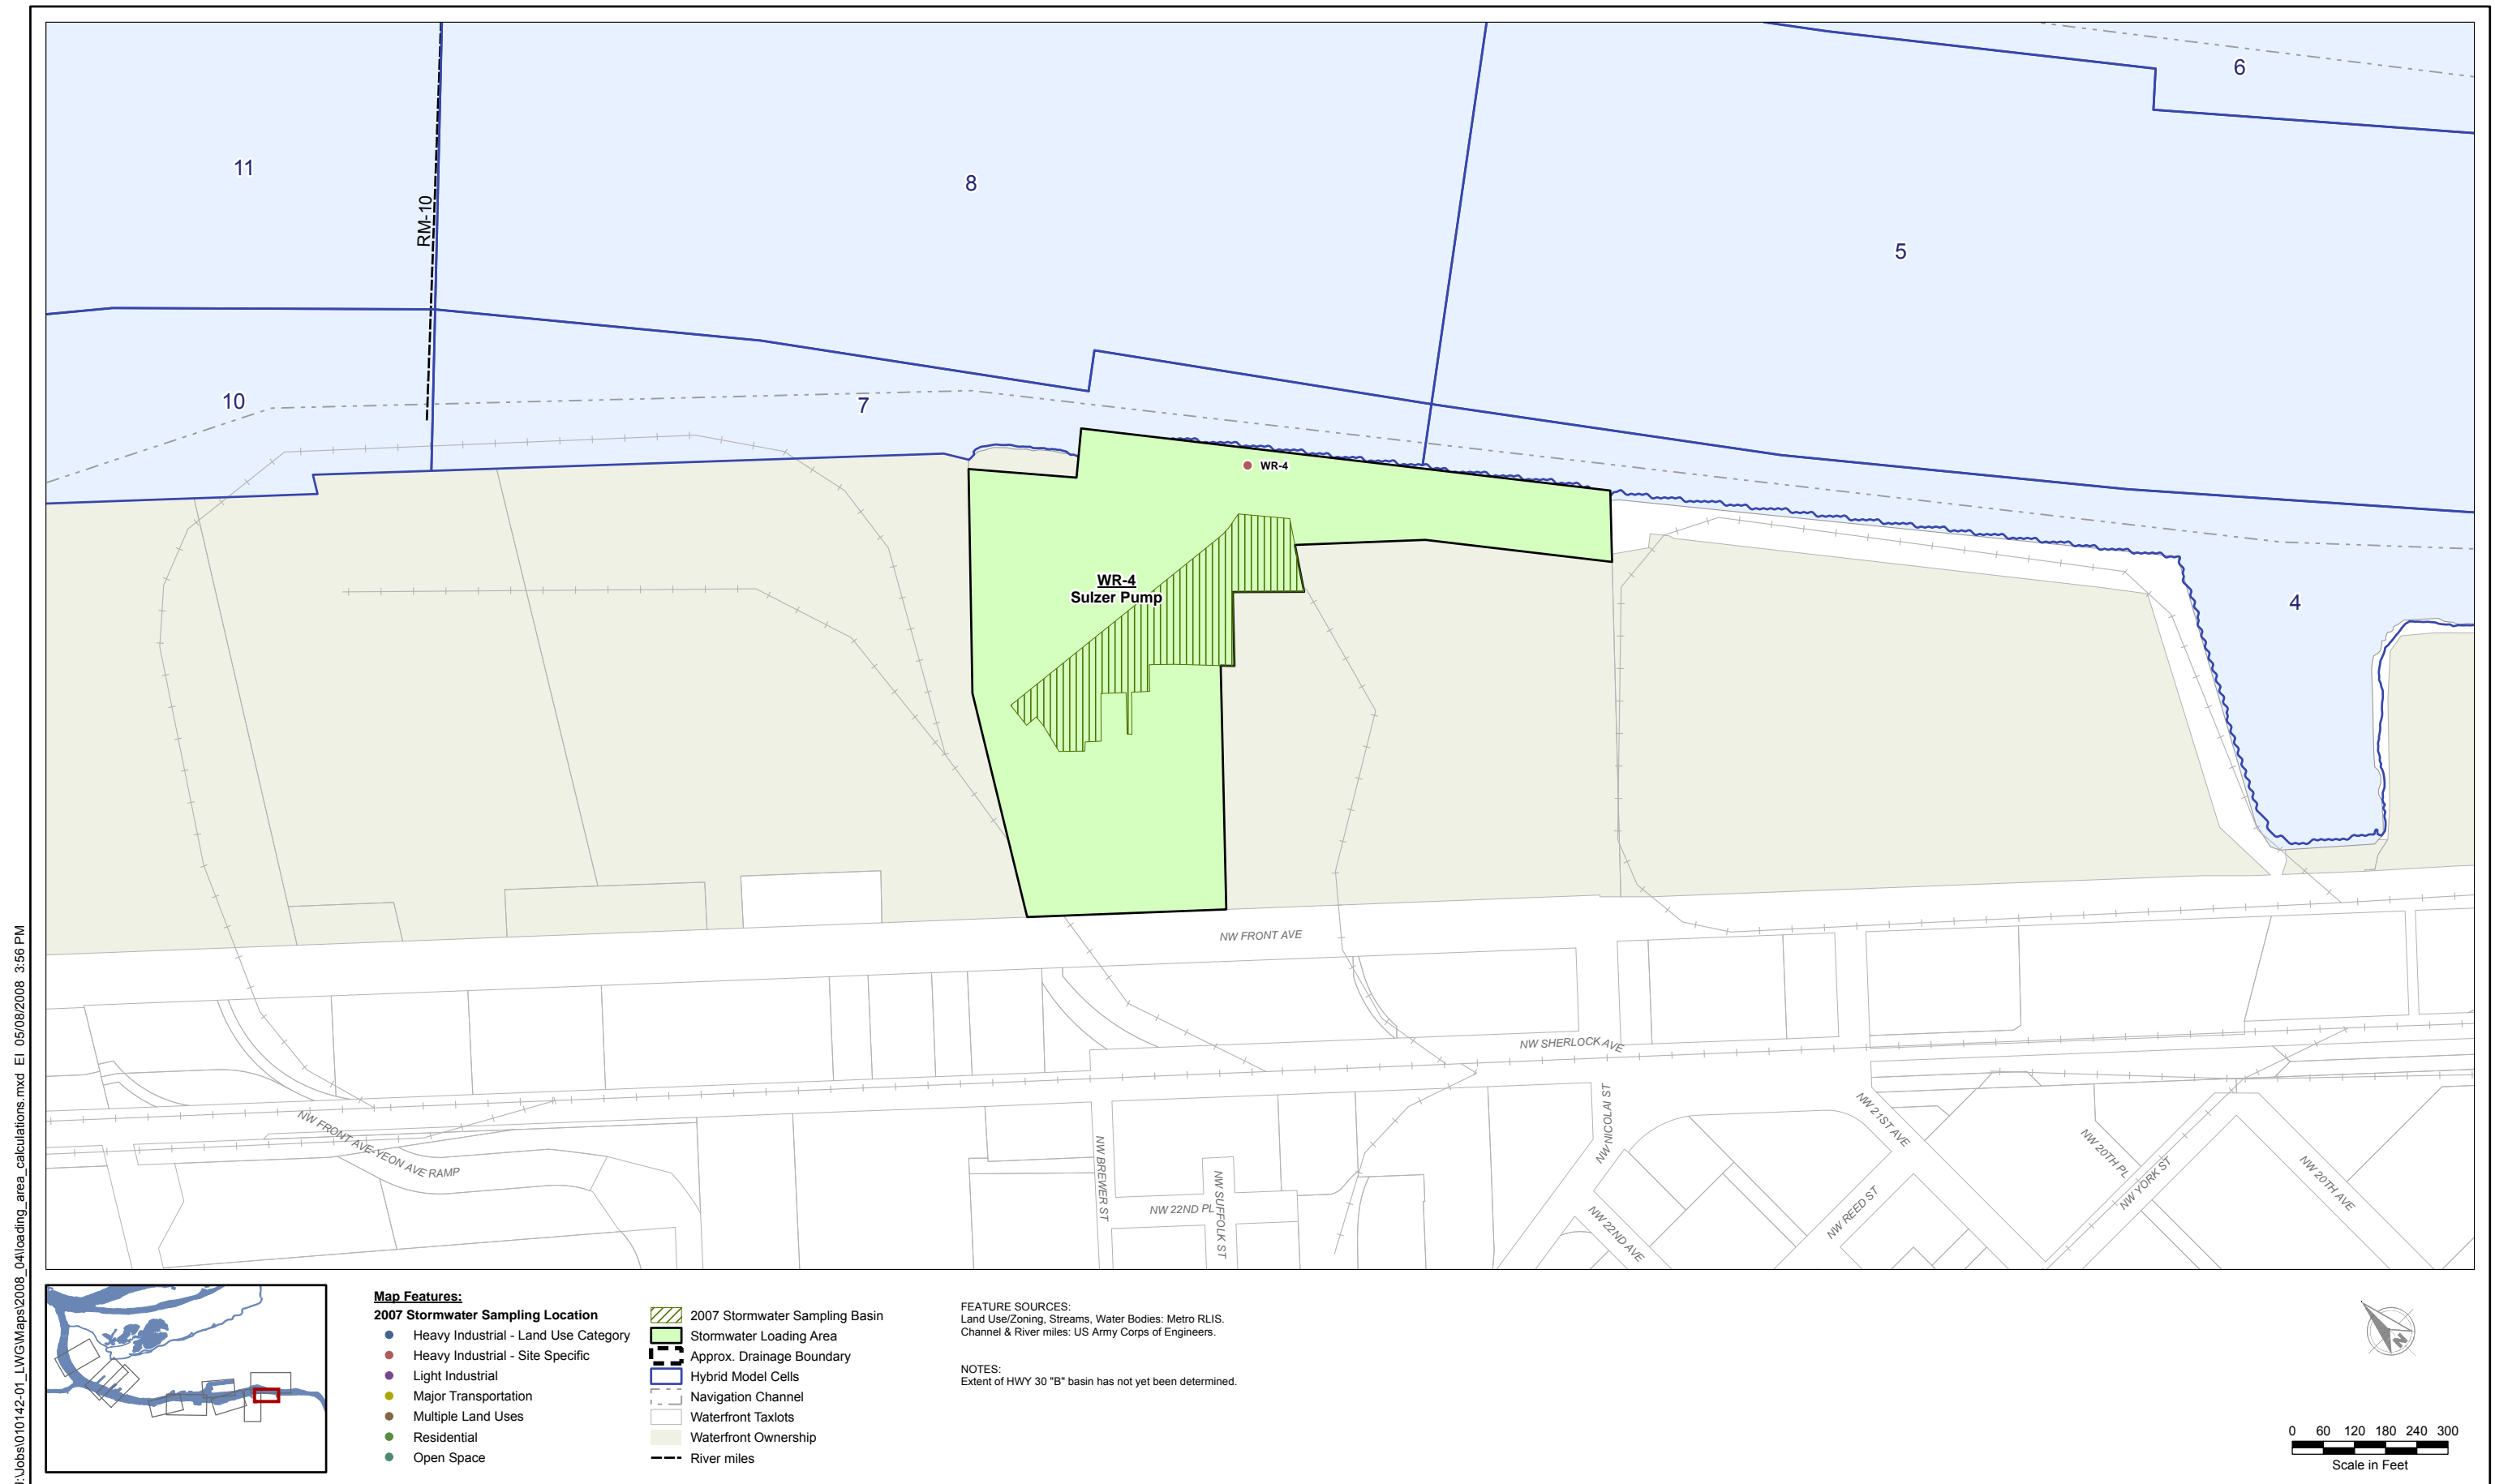 6
11
8
5
RM-10
10
7
WR-4
WR-4
Sulzer Pump
4
NW FRONT AVE
NW SHERLOCK AVE
NW FRONT AVE-YEON AVE RAMP
NW BREWER ST
NW SUFFOLK ST
NW 22ND PL
NW NICOLAI ST
NW 22ND AVE
NW 21ST AVE
NW REED ST
NW 20TH PL
NW YORK ST
NW 20TH AVE
Map Features:
2007 Stormwater Sampling Location
Heavy Industrial - Land Use Category
Heavy Industrial - Site Specific
Light Industrial
Major Transportation
Multiple Land Uses
Residential
Open Space
2007 Stormwater Sampling Basin
Stormwater Loading Area
Approx. Drainage Boundary
Hybrid Model Cells
Navigation Channel
Waterfront Taxlots
Waterfront Ownership
River miles
FEATURE SOURCES:
Land Use/Zoning, Streams, Water Bodies: Metro RLIS.
Channel & River miles: US Army Corps of Engineers.
NOTES:
Extent of HWY 30 "B" basin has not yet been determined.
N
0 60 120 180 240 300
Scale in Feet
:\Jobs\010142-01_LWG\Maps\2008_04\loading_area_calculations.mxd EI 05/08/2008 3:56 PM